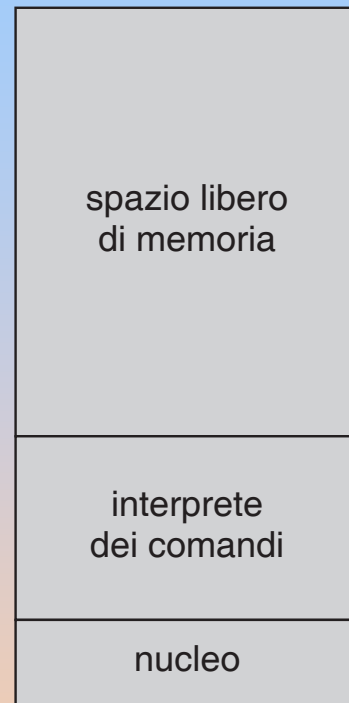 spazio libero
di memoria
interprete
dei comandi
nucleo